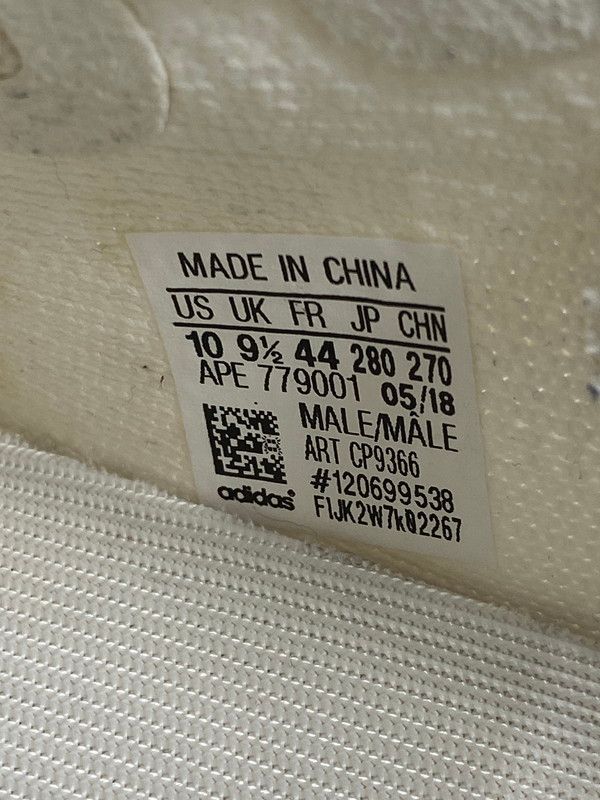 MADE IN CHINA
US UK FR JP CHN
10 9½ 44 280 270
APE 779001 05/18
MALE/MÂLE
ART CP9366
#120699538
adidas®